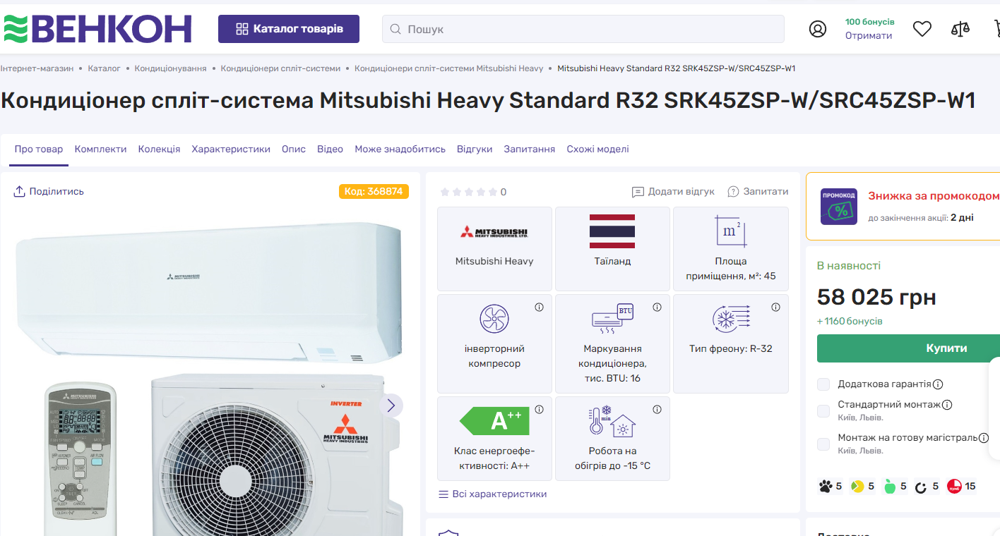 ВЕНКОН
Каталог товарів
Пошук
100 бонусів
Отримати
Інтернет-магазин • Каталог • Кондиціонування • Кондиціонери спліт-системи • Кондиціонери спліт-системи Mitsubishi Heavy • Mitsubishi Heavy Standard R32 SRK45ZSP-W/SRC45ZSP-W1
Кондиціонер спліт-система Mitsubishi Heavy Standard R32 SRK45ZSP-W/SRC45ZSP-W1
Про товар Комплекти Колекція Характеристики Опис Відео Може знадобитись Відгуки Запитання Схожі моделі
Поділитись
Код: 368874
MITSUBISHI
HEAVY INDUSTRIES
MITSUBISHI
INVERTER
MITSUBISHI
HEAVY INDUSTRIES
0
Додати відгук
Запитати
MITSUBISHI
HEAVY INDUSTRIES, LTD.
Mitsubishi Heavy
Таїланд
m²
Площа
приміщення, м²: 45
інверторний
компресор
BTU
Маркування
кондиціонера,
тис. BTU: 16
Тип фреону: R-32
A++
Клас енергоефе-
ктивності: A++
min
Робота на
обігрів до -15 °C
Всі характеристики
ПРОМОКОД
%
Знижка за промокодом
до закінчення акції: 2 дні
В наявності
58 025 грн
+1160 бонусів
Купити
Додаткова гарантія
Стандартний монтаж
Київ, Львів.
Монтаж на готову магістраль
Київ, Львів.
5 5 5 5 15